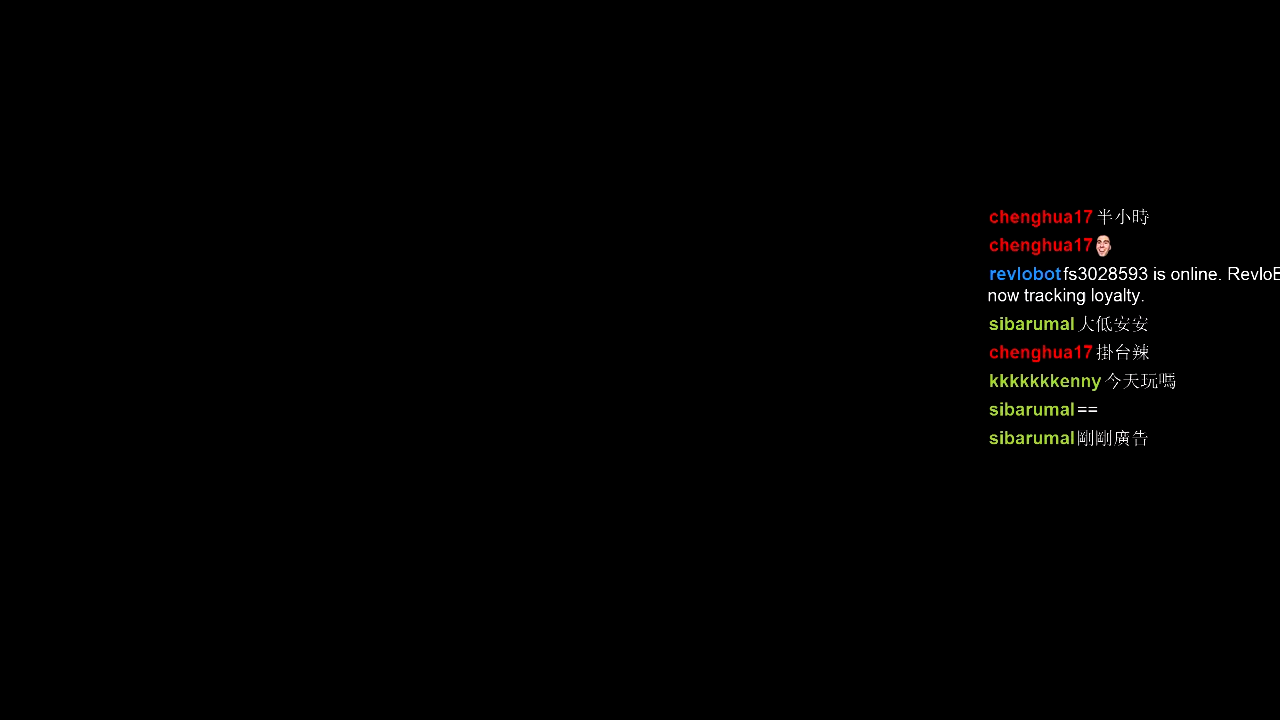 chenghua17 半小時
chenghua17
revlobot fs3028593 is online. Revlo
now tracking loyalty.
sibarumal 大低安安
chenghua17 掛台辣
kkkkkkkenny 今天玩嗎
sibarumal ==
sibarumal 剛剛廣告